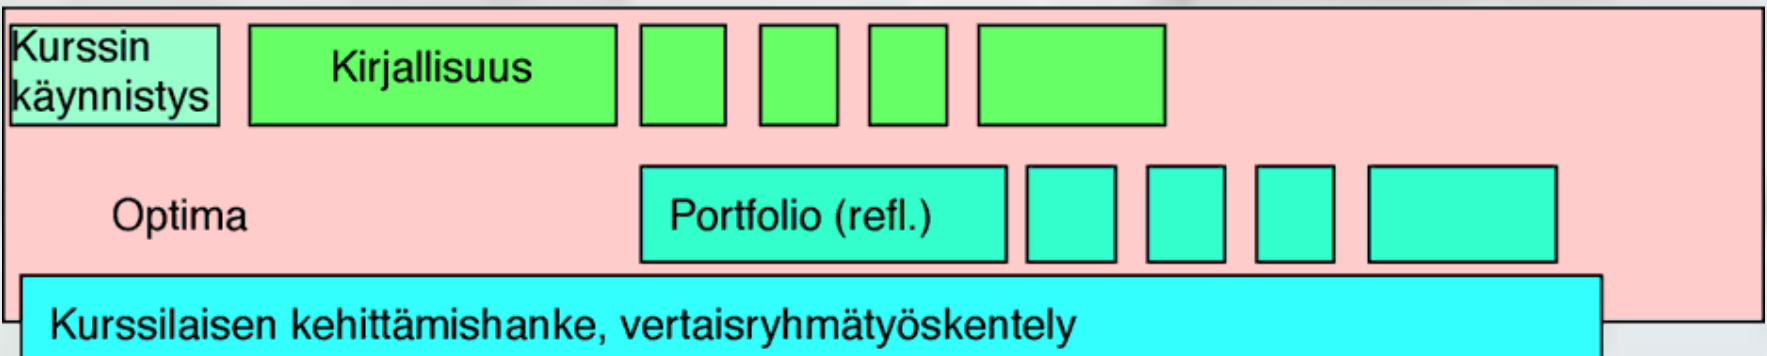 Kurssin
käynnistys
Kirjallisuus
Optima
Portfolio (refl.)
Kurssilaisen kehittämishanke, vertaisryhmätyöskentely